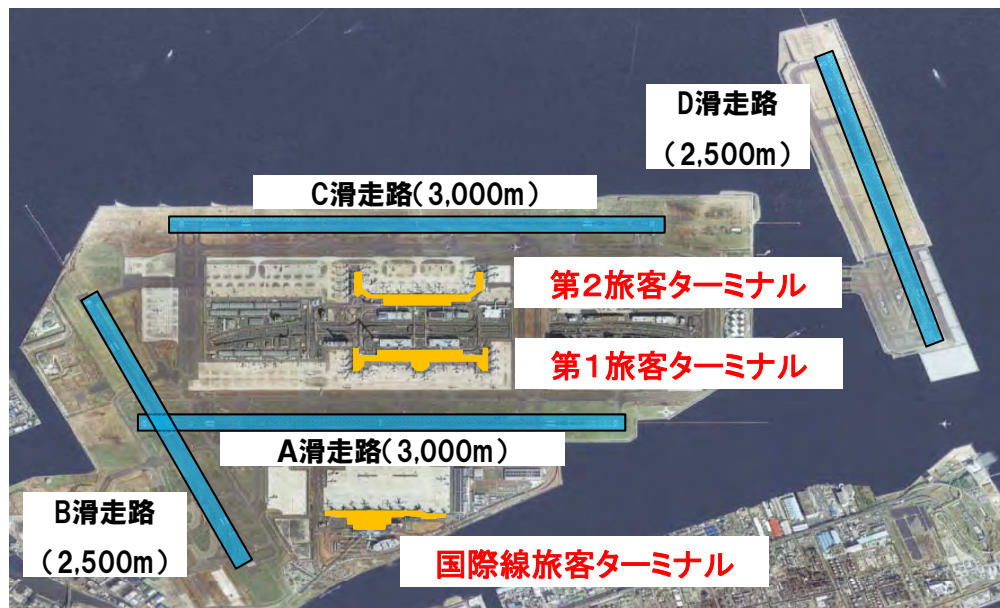 D滑走路
（2,500m）
C滑走路(3,000m)
第２旅客ターミナル
第１旅客ターミナル
A滑走路(3,000m)
B滑走路
（2,500m）
国際線旅客ターミナル